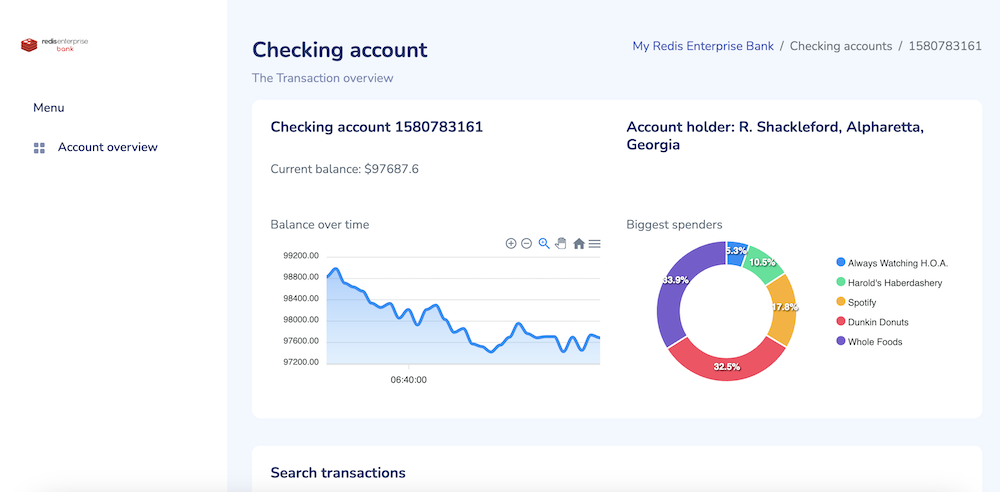 redisenterprise
bank
Menu
Account overview
Checking account
The Transaction overview
My Redis Enterprise Bank / Checking accounts / 1580783161
Checking account 1580783161
Current balance: $97687.6
Account holder: R. Shackleford, Alpharetta,
Georgia
Balance over time
99200.00
98800.00
98400.00
98000.00
97600.00
97200.00
06:40:00
Biggest spenders
5.3%
10.5%
17.8%
32.5%
33.9%
Always Watching H.O.A.
Harold's Haberdashery
Spotify
Dunkin Donuts
Whole Foods
Search transactions